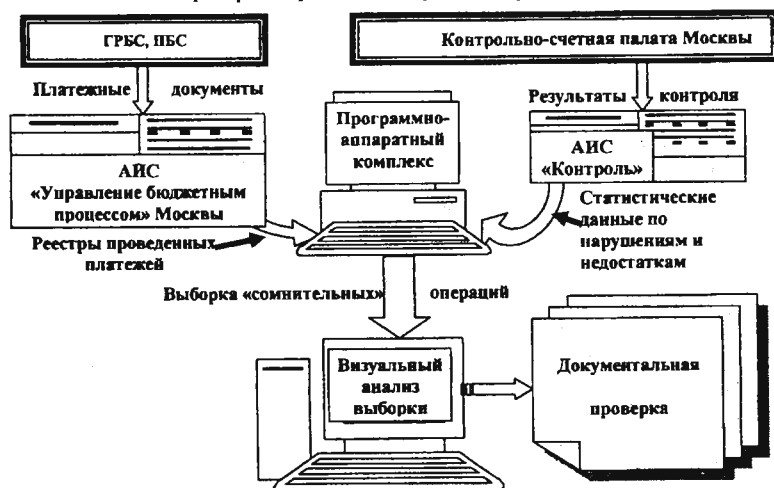 ГРБС, ПБС
Контрольно-счетная палата Москвы
Платежные документы
Результаты контроля
Программно-
аппаратный
комплекс
АИС
«Управление бюджетным
процессом» Москвы
АИС
«Контроль»
Реестры проведенных
платежей
Статистические
данные по
нарушениям и
недостаткам
Выборка «сомнительных» операций
Визуальный
анализ
выборки
Документальная
проверка